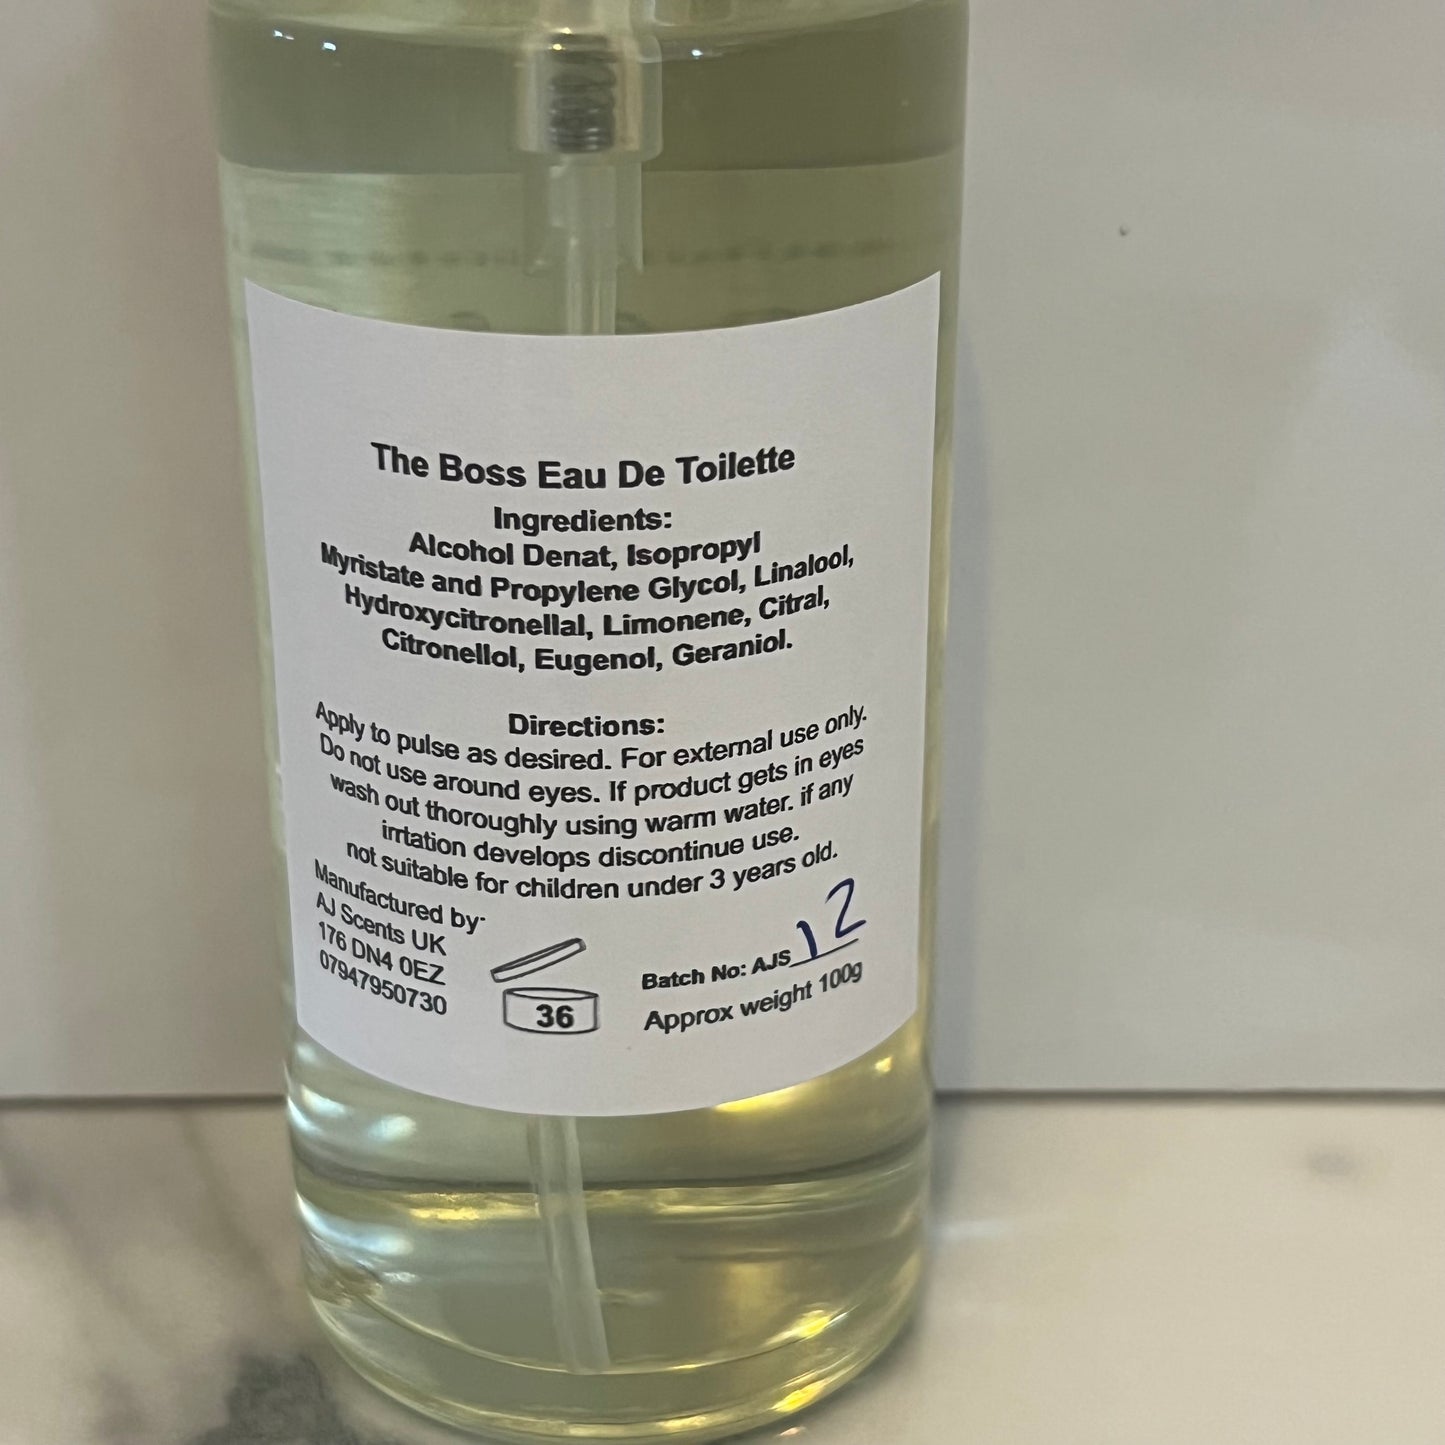 The Boss Eau De Toilette
Ingredients:
Alcohol Denat, Isopropyl
Myristate and Propylene Glycol, Linalool,
Hydroxycitronellal, Limonene, Citral,
Citronellol, Eugenol, Geraniol.
Directions:
Apply to pulse as desired. For external use only.
Do not use around eyes. If product gets in eyes
wash out thoroughly using warm water. if any
irrtation develops discontinue use.
not suitable for children under 3 years old.
Manufactured by-
AJ Scents UK
176 DN4 0EZ
07947950730
36
Batch No: AJS 12
Approx weight 100g